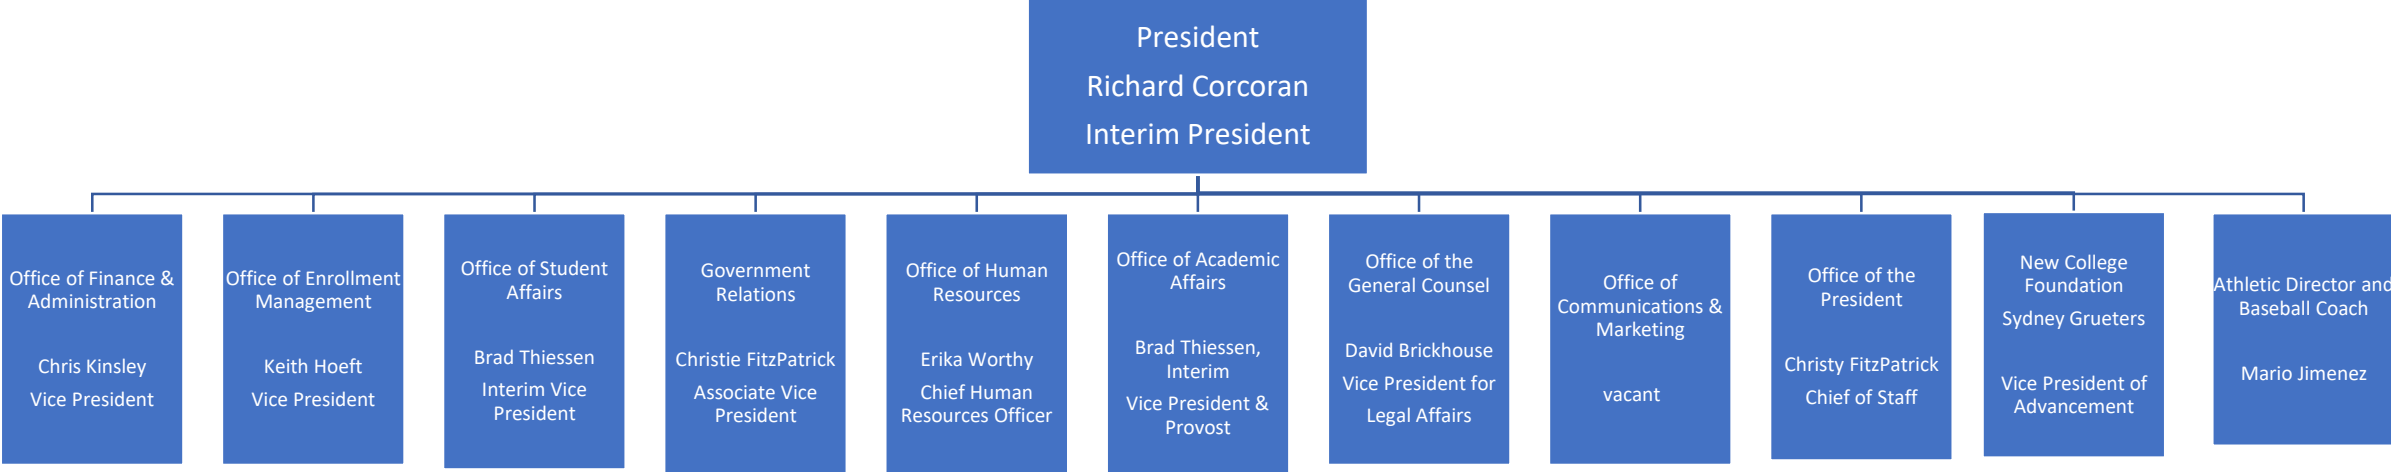 President
Richard Corcoran
Interim President
Office of Finance &
Administration
Chris Kinsley
Vice President
Office of Enrollment
Management
Keith Hoeft
Vice President
Office of Student
Affairs
Brad Thiessen
Interim Vice
President
Government
Relations
Christie FitzPatrick
Associate Vice
President
Office of Human
Resources
Erika Worthy
Chief Human
Resources Officer
Office of Academic
Affairs
Brad Thiessen,
Interim
Vice President &
Provost
Office of the
General Counsel
David Brickhouse
Vice President for
Legal Affairs
Office of
Communications &
Marketing
vacant
Office of the
President
Christy FitzPatrick
Chief of Staff
New College
Foundation
Sydney Grueters
Vice President of
Advancement
Athletic Director and
Baseball Coach
Mario Jimenez